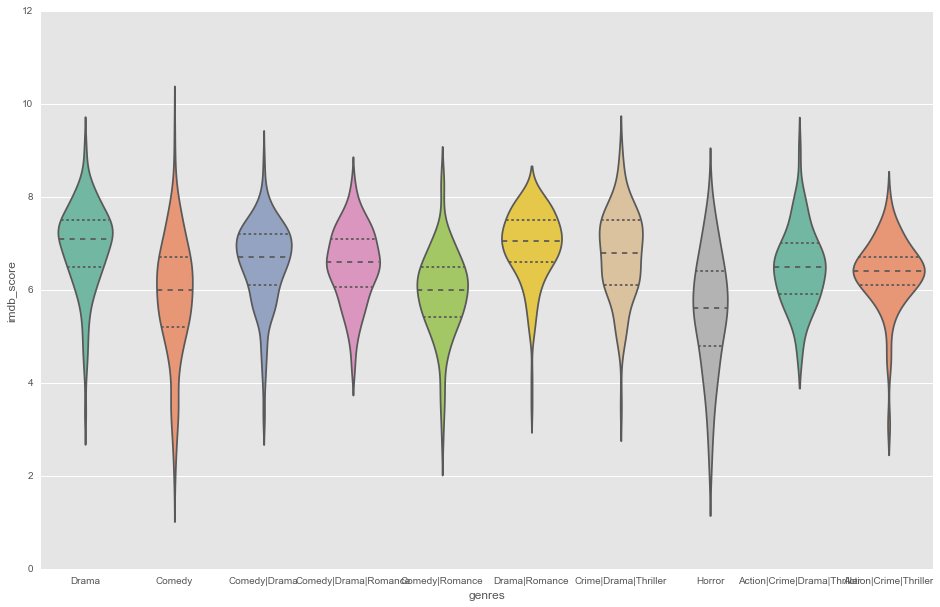 12
10
8
6
4
2
0
imdb_score
Drama
Comedy
Comedy|Drama
Comedy|Drama|Romance
Comedy|Romance
Drama|Romance
Crime|Drama|Thriller
Horror
Action|Crime|Drama|Thriller
Action|Crime|Thriller
genres